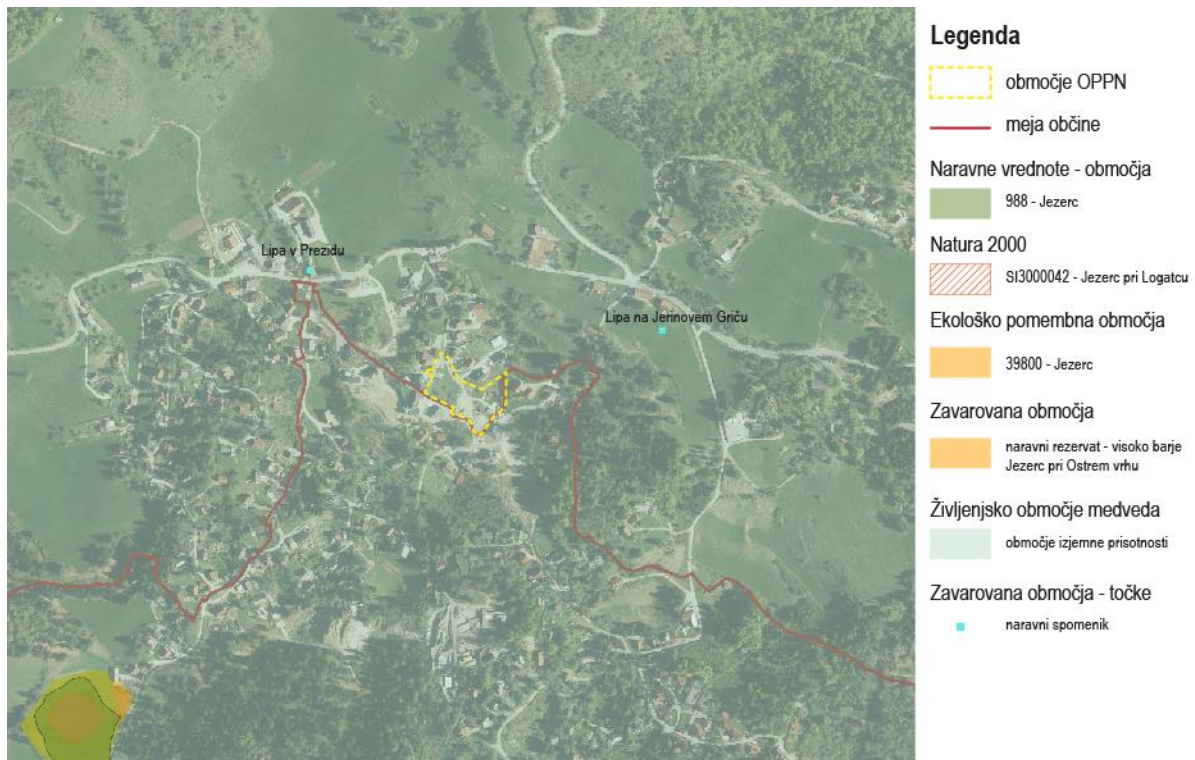 Lipa v Prezidu
Lipa na Jerinovem Griču
Legenda
območje OPPN
meja občine
Naravne vrednote - območja
988 - Jezerc
Natura 2000
SI3000042 - Jezerc pri Logatcu
Ekološko pomembna območja
39800 - Jezerc
Zavarovana območja
naravni rezervat - visoko barje
Jezerc pri Ostrem vrhu
Življenjsko območje medveda
območje izjemne prisotnosti
Zavarovana območja - točke
naravni spomenik